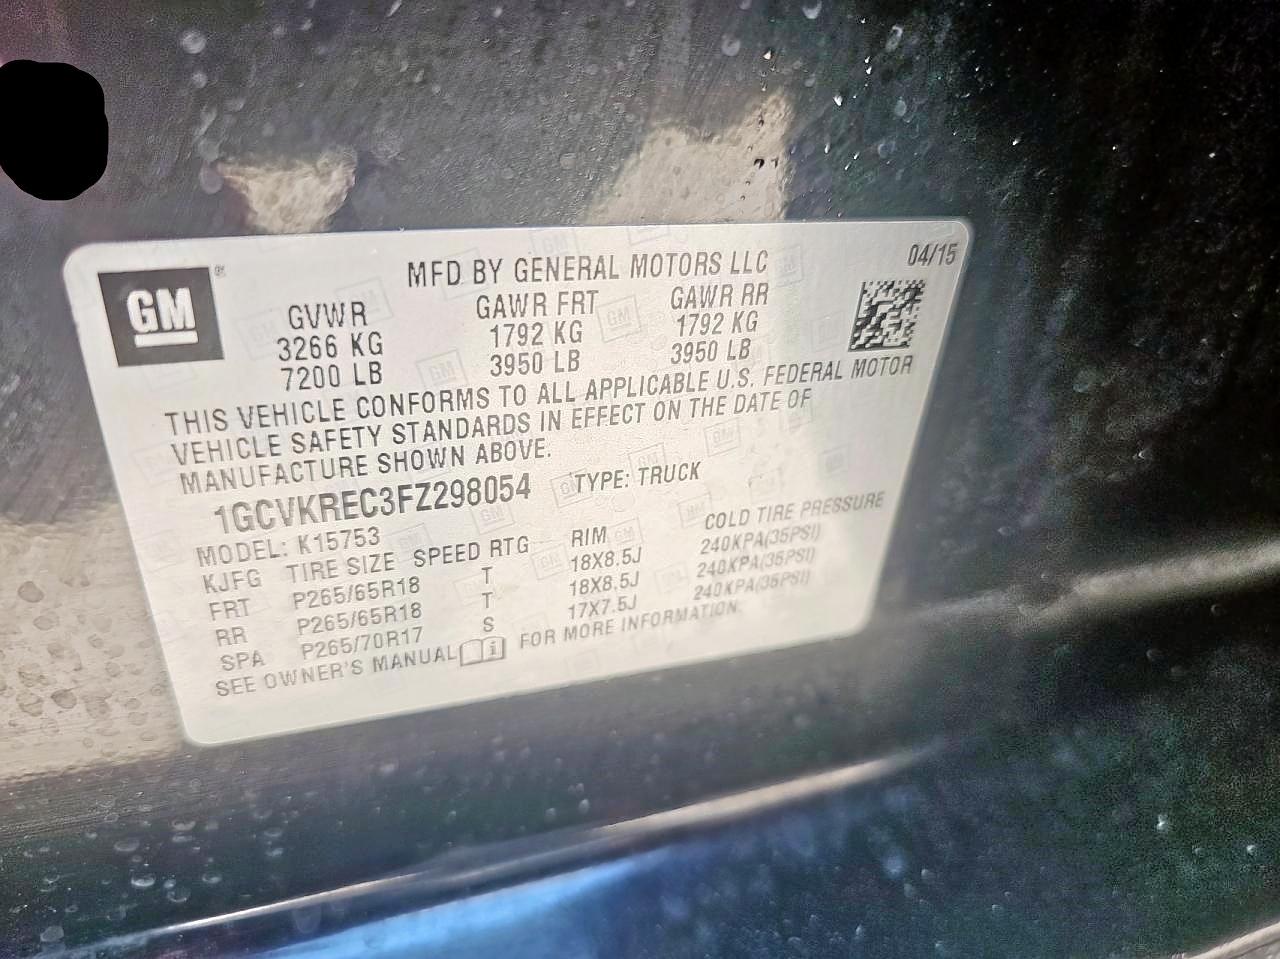 GM
MFD BY GENERAL MOTORS LLC
04/15
GVWR GAWR FRT GAWR RR
3266 KG 1792 KG 1792 KG
7200 LB 3950 LB 3950 LB
THIS VEHICLE CONFORMS TO ALL APPLICABLE U.S. FEDERAL MOTOR
VEHICLE SAFETY STANDARDS IN EFFECT ON THE DATE OF
MANUFACTURE SHOWN ABOVE.
1GCVKREC3FZ298054 TYPE: TRUCK
MODEL: K15753
KJFG TIRE SIZE SPEED RTG RIM COLD TIRE PRESSURE
FRT P265/65R18 T 18X8.5J 240KPA(35PSI)
RR P265/65R18 T 18X8.5J 240KPA(35PSI)
SPA P265/70R17 S 17X7.5J 240KPA(35PSI)
SEE OWNER'S MANUAL FOR MORE INFORMATION.